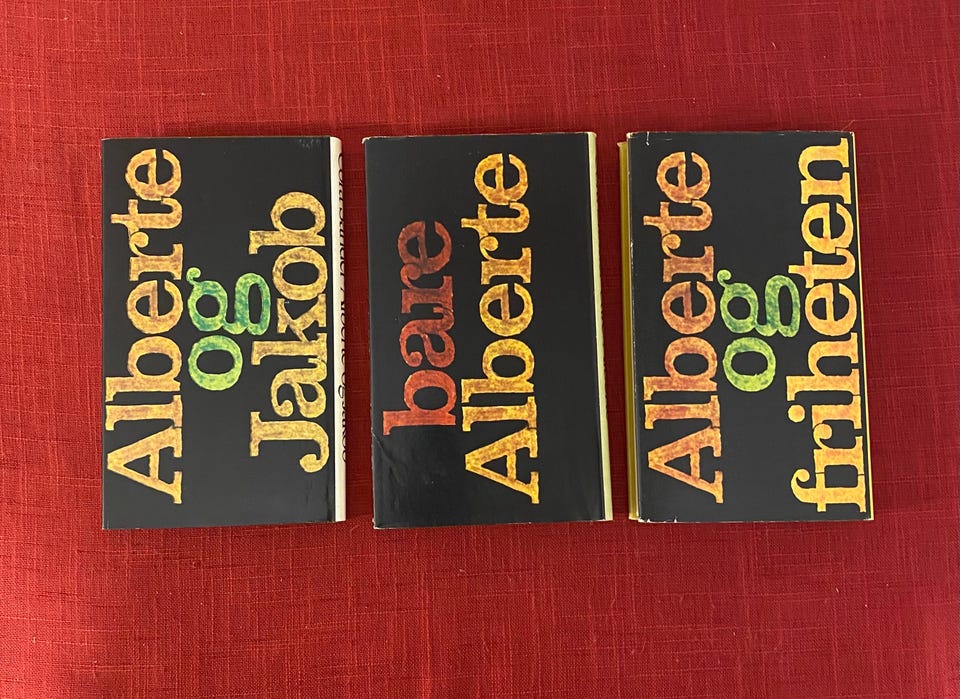 Alberte
og
Jakob
bare
Alberte
Alberte
og
friheten